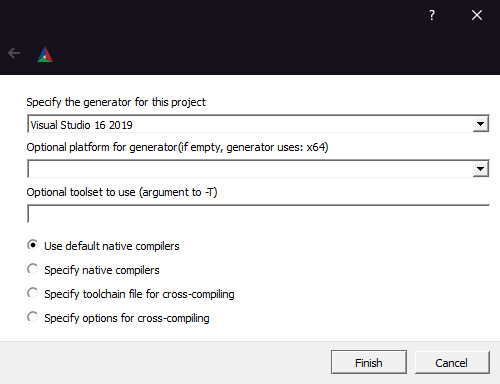 ?
Specify the generator for this project
Visual Studio 16 2019
Optional platform for generator(if empty, generator uses: x64)
Optional toolset to use (argument to -T)
Use default native compilers
Specify native compilers
Specify toolchain file for cross-compiling
Specify options for cross-compiling
Finish Cancel